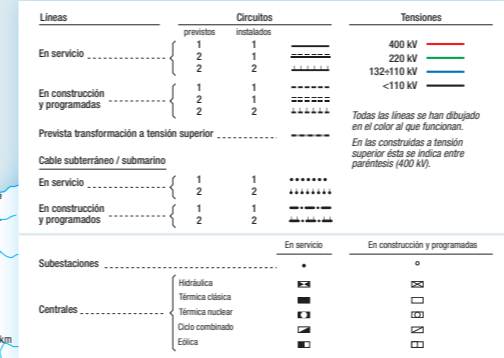 Líneas Circuitos Tensiones
previstos instalados
En servicio 1 1
2 1
2 2
En construcción y programadas 1 1
2 1
2 2
Prevista transformación a tensión superior
Cable subterráneo / submarino
En servicio 1 1
2 2
En construcción y programados 1 1
2 2
400 kV
220 kV
132÷110 kV
<110 kV
Todas las líneas se han dibujado
en el color al que funcionan.
En las construidas a tensión
superior ésta se indica entre
paréntesis (400 kV).
En servicio En construcción y programadas
Subestaciones
Centrales
Hidráulica
Térmica clásica
Térmica nuclear
Ciclo combinado
Eólica
km